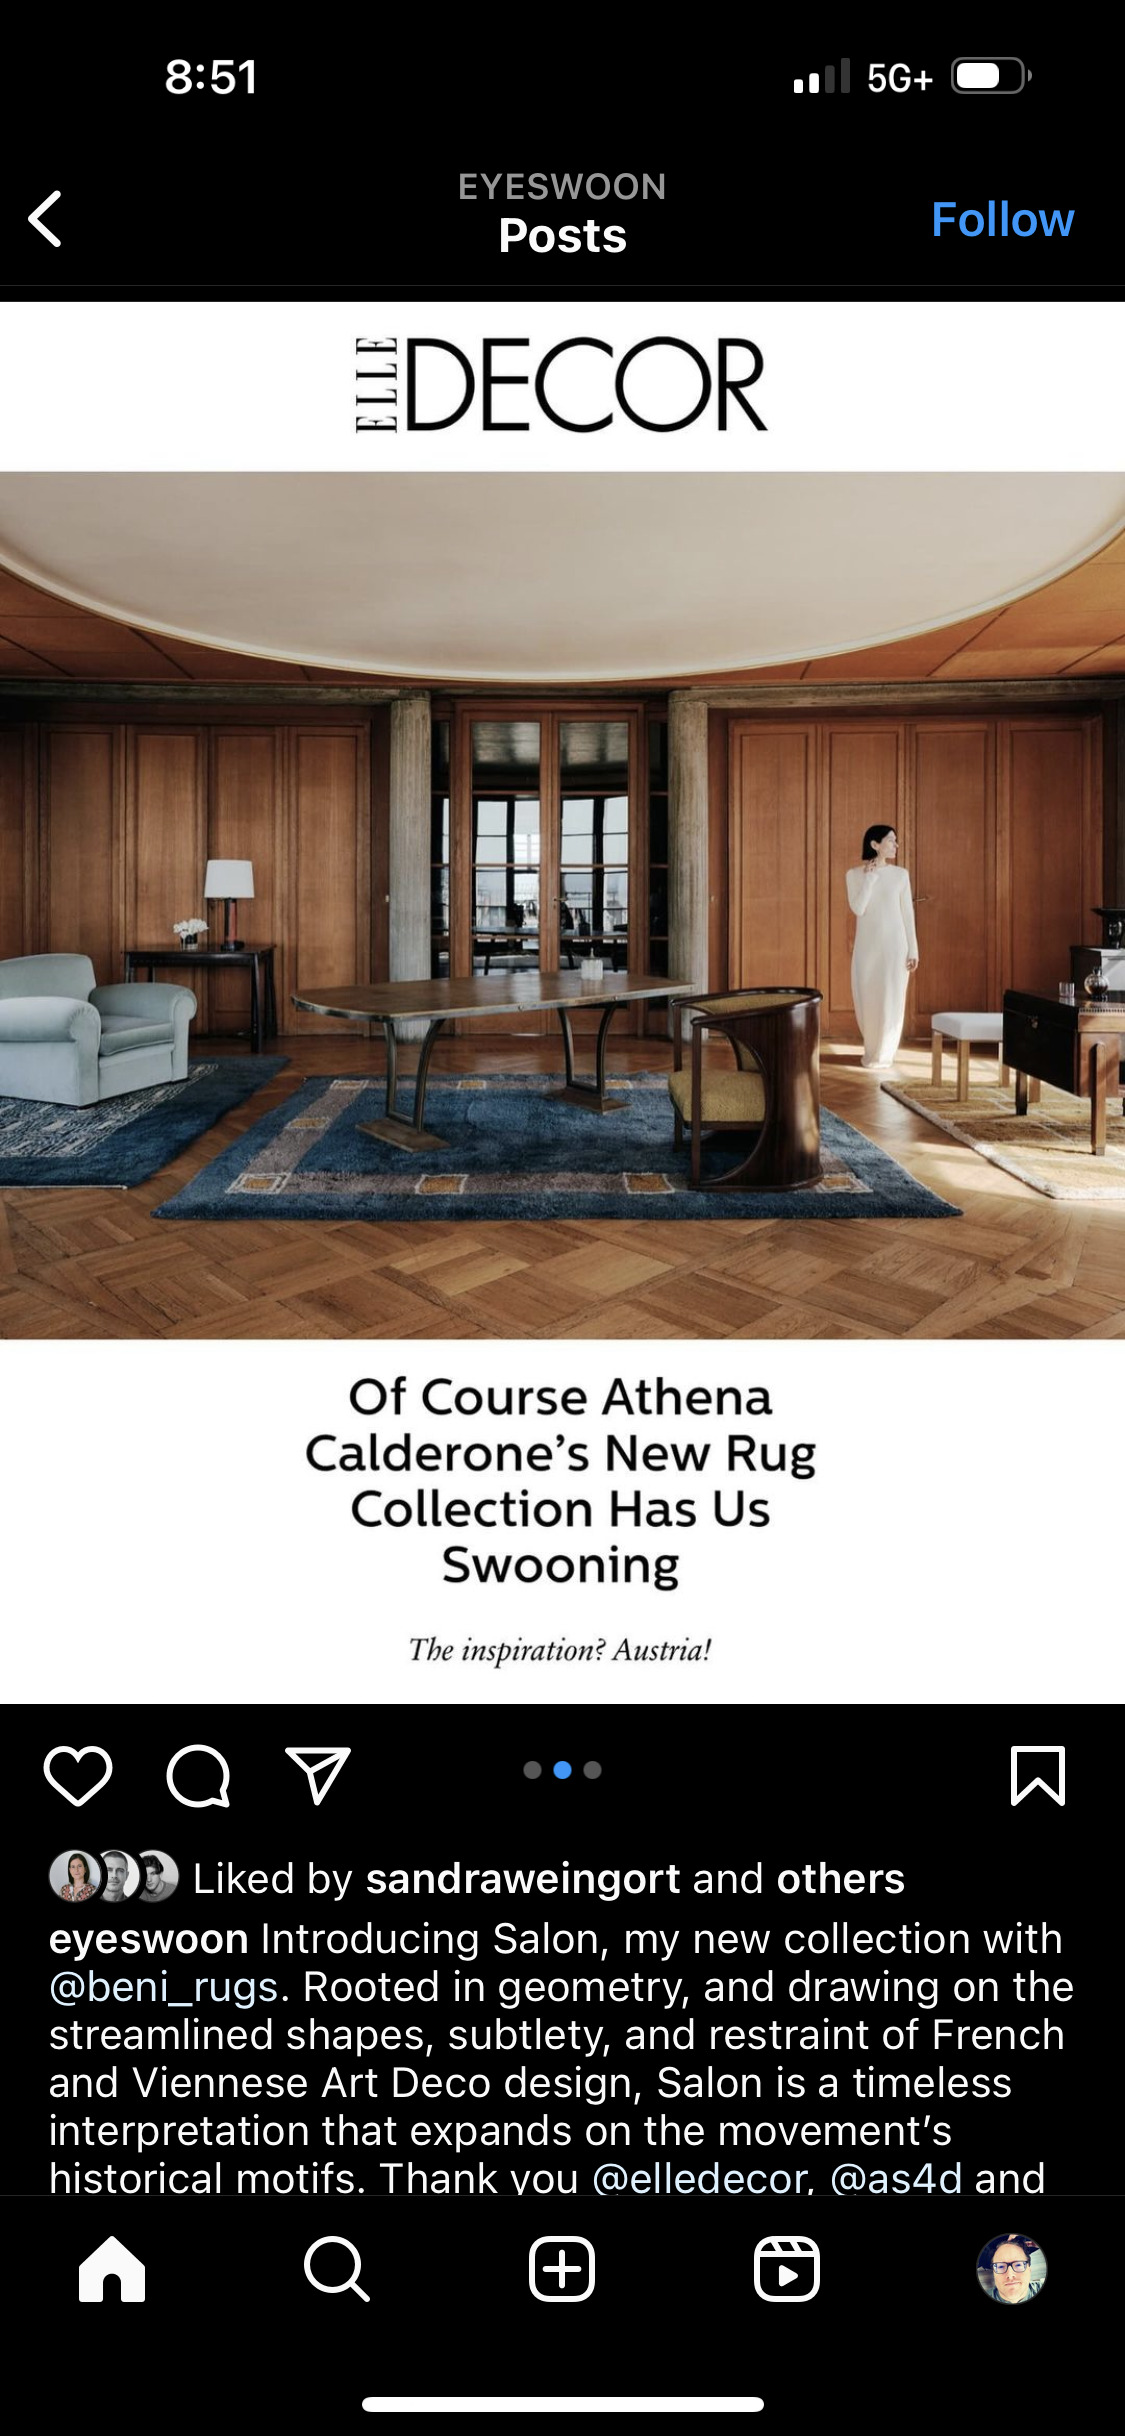 8:51
5G+
EYESWOON
Posts
Follow
ELLE DECOR
Of Course Athena
Calderone’s New Rug
Collection Has Us
Swooning
The inspiration? Austria!
Liked by sandraweingort and others
eyeswoon Introducing Salon, my new collection with
@beni_rugs. Rooted in geometry, and drawing on the
streamlined shapes, subtlety, and restraint of French
and Viennese Art Deco design, Salon is a timeless
interpretation that expands on the movement’s
historical motifs. Thank you @elledecor, @as4d and